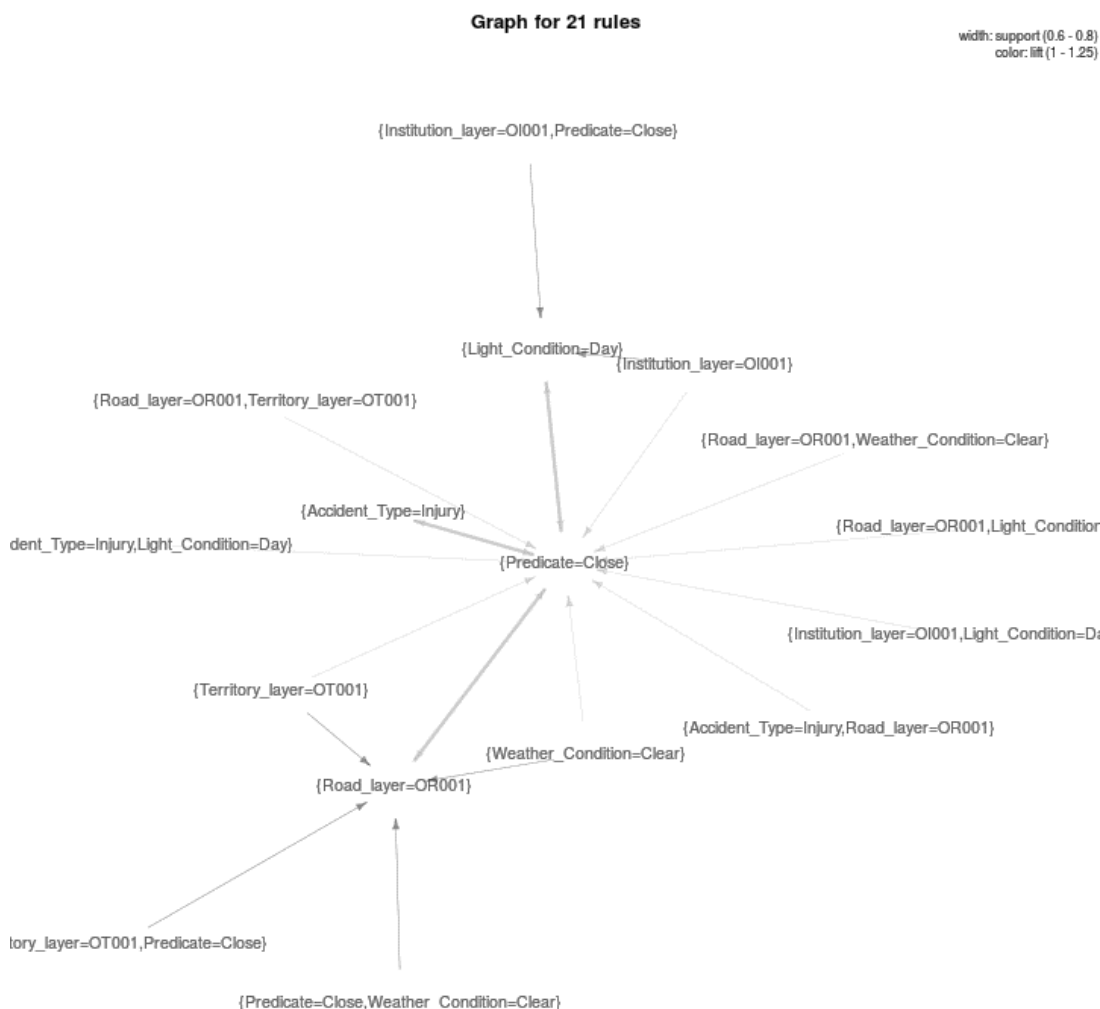 Graph for 21 rules
width: support (0.6 - 0.8)
color: lift (1 - 1.25)
{Institution_layer=OI001,Predicate=Close}
{Light_Condition=Day}
{Institution_layer=OI001}
{Road_layer=OR001,Territory_layer=OT001}
{Road_layer=OR001,Weather_Condition=Clear}
{Accident_Type=Injury}
{Road_layer=OR001,Light_Condition
dent_Type=Injury,Light_Condition=Day}
{Predicate=Close}
{Institution_layer=OI001,Light_Condition=Da
{Territory_layer=OT001}
{Accident_Type=Injury,Road_layer=OR001}
{Weather_Condition=Clear}
{Road_layer=OR001}
tory_layer=OT001,Predicate=Close}
{Predicate=Close,Weather_Condition=Clear}